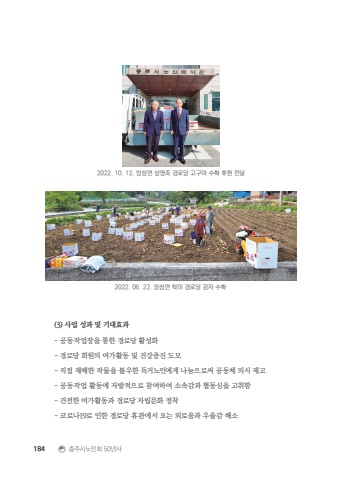 충주시노인복지관
2022. 10. 12. 앙성면 상영죽 경로당 고구마 수확 후원 전달
2022. 06. 22. 앙성면 학미 경로당 감자 수확
(3) 사업 성과 및 기대효과
- 공동작업장을 통한 경로당 활성화
- 경로당 회원의 여가활동 및 건강증진 도모
- 직접 재배한 작물을 불우한 독거노인에게 나눔으로써 공동체 의식 제고
- 공동작업 활동에 자발적으로 참여하여 소속감과 협동심을 고취함
- 건전한 여가활동과 경로당 자립문화 정착
- 코로나19로 인한 경로당 휴관에서 오는 외로움과 우울감 해소
184 충주시노인회 50년사